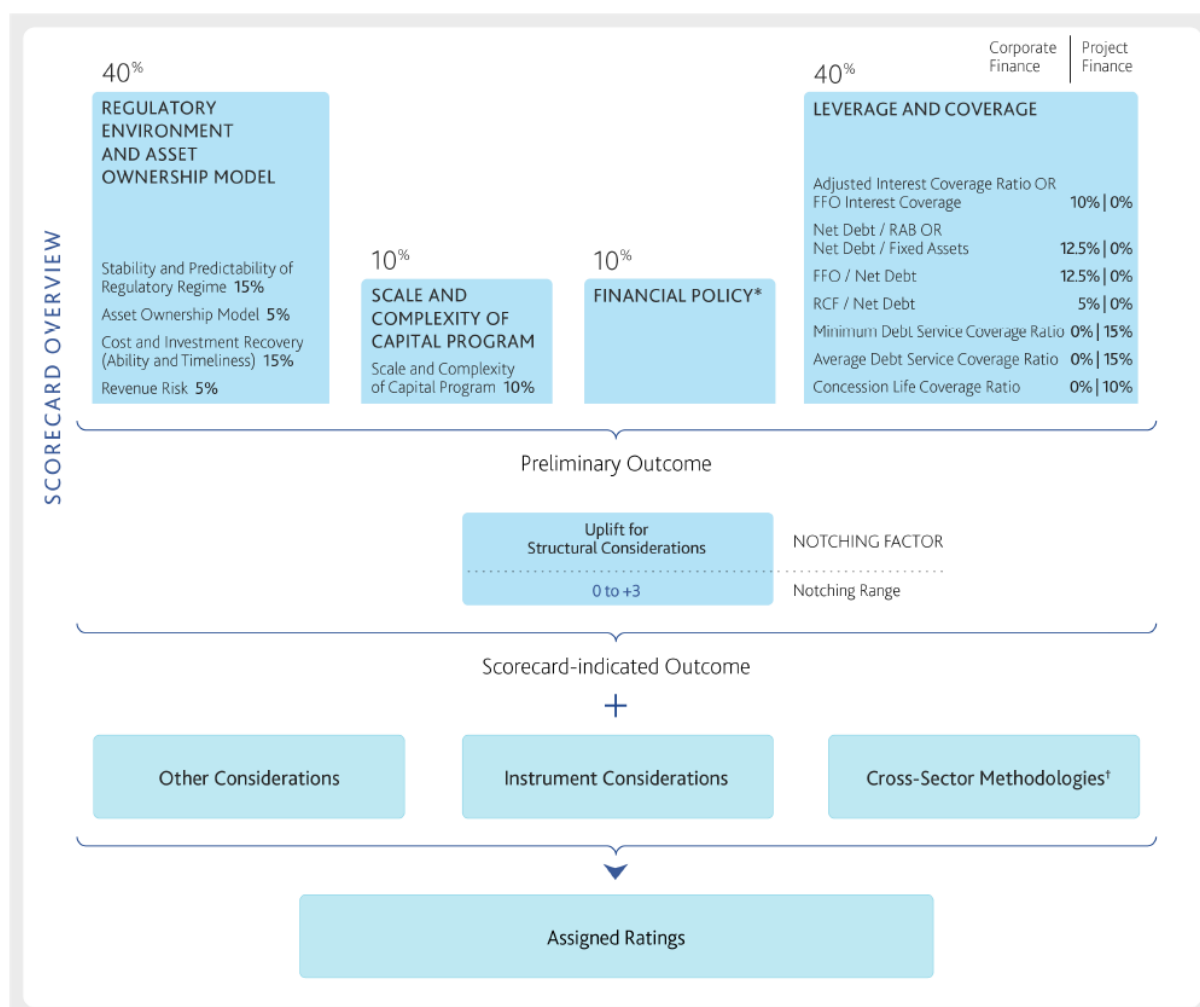 SCORECARD OVERVIEW
40%
REGULATORY
ENVIRONMENT
AND ASSET
OWNERSHIP MODEL
Stability and Predictability of
Regulatory Regime 15%
Asset Ownership Model 5%
Cost and Investment Recovery
(Ability and Timeliness) 15%
Revenue Risk 5%
10%
SCALE AND
COMPLEXITY OF
CAPITAL PROGRAM
Scale and Complexity
of Capital Program 10%
10%
FINANCIAL POLICY*
Corporate Finance | Project Finance
40%
LEVERAGE AND COVERAGE
Adjusted Interest Coverage Ratio OR
FFO Interest Coverage 10%|0%
Net Debt / RAB OR
Net Debt / Fixed Assets 12.5%|0%
FFO / Net Debt 12.5%|0%
RCF / Net Debt 5%|0%
Minimum Debt Service Coverage Ratio 0%|15%
Average Debt Service Coverage Ratio 0%|15%
Concession Life Coverage Ratio 0%|10%
Preliminary Outcome
Uplift for
Structural Considerations
NOTCHING FACTOR
0 to +3
Notching Range
Scorecard-indicated Outcome
+
Other Considerations
Instrument Considerations
Cross-Sector Methodologies†
Assigned Ratings